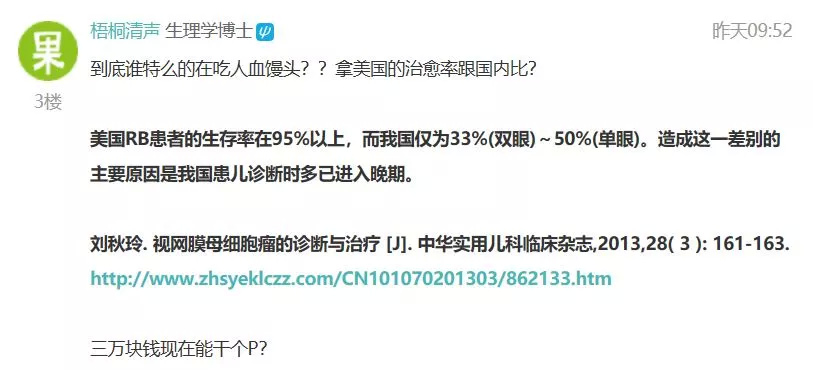 果
梧桐清声 生理学博士 ψ
昨天09:52
3楼
到底谁特么的在吃人血馒头？？拿美国的治愈率跟国内比？
美国RB患者的生存率在95%以上，而我国仅为33%(双眼)～50%(单眼)。造成这一差别的
主要原因是我国患儿诊断时多已进入晚期。
刘秋玲. 视网膜母细胞瘤的诊断与治疗 [J]. 中华实用儿科临床杂志,2013,28( 3 ): 161-163.
http://www.zhsyeklczz.com/CN101070201303/862133.htm
三万块钱现在能干个P？